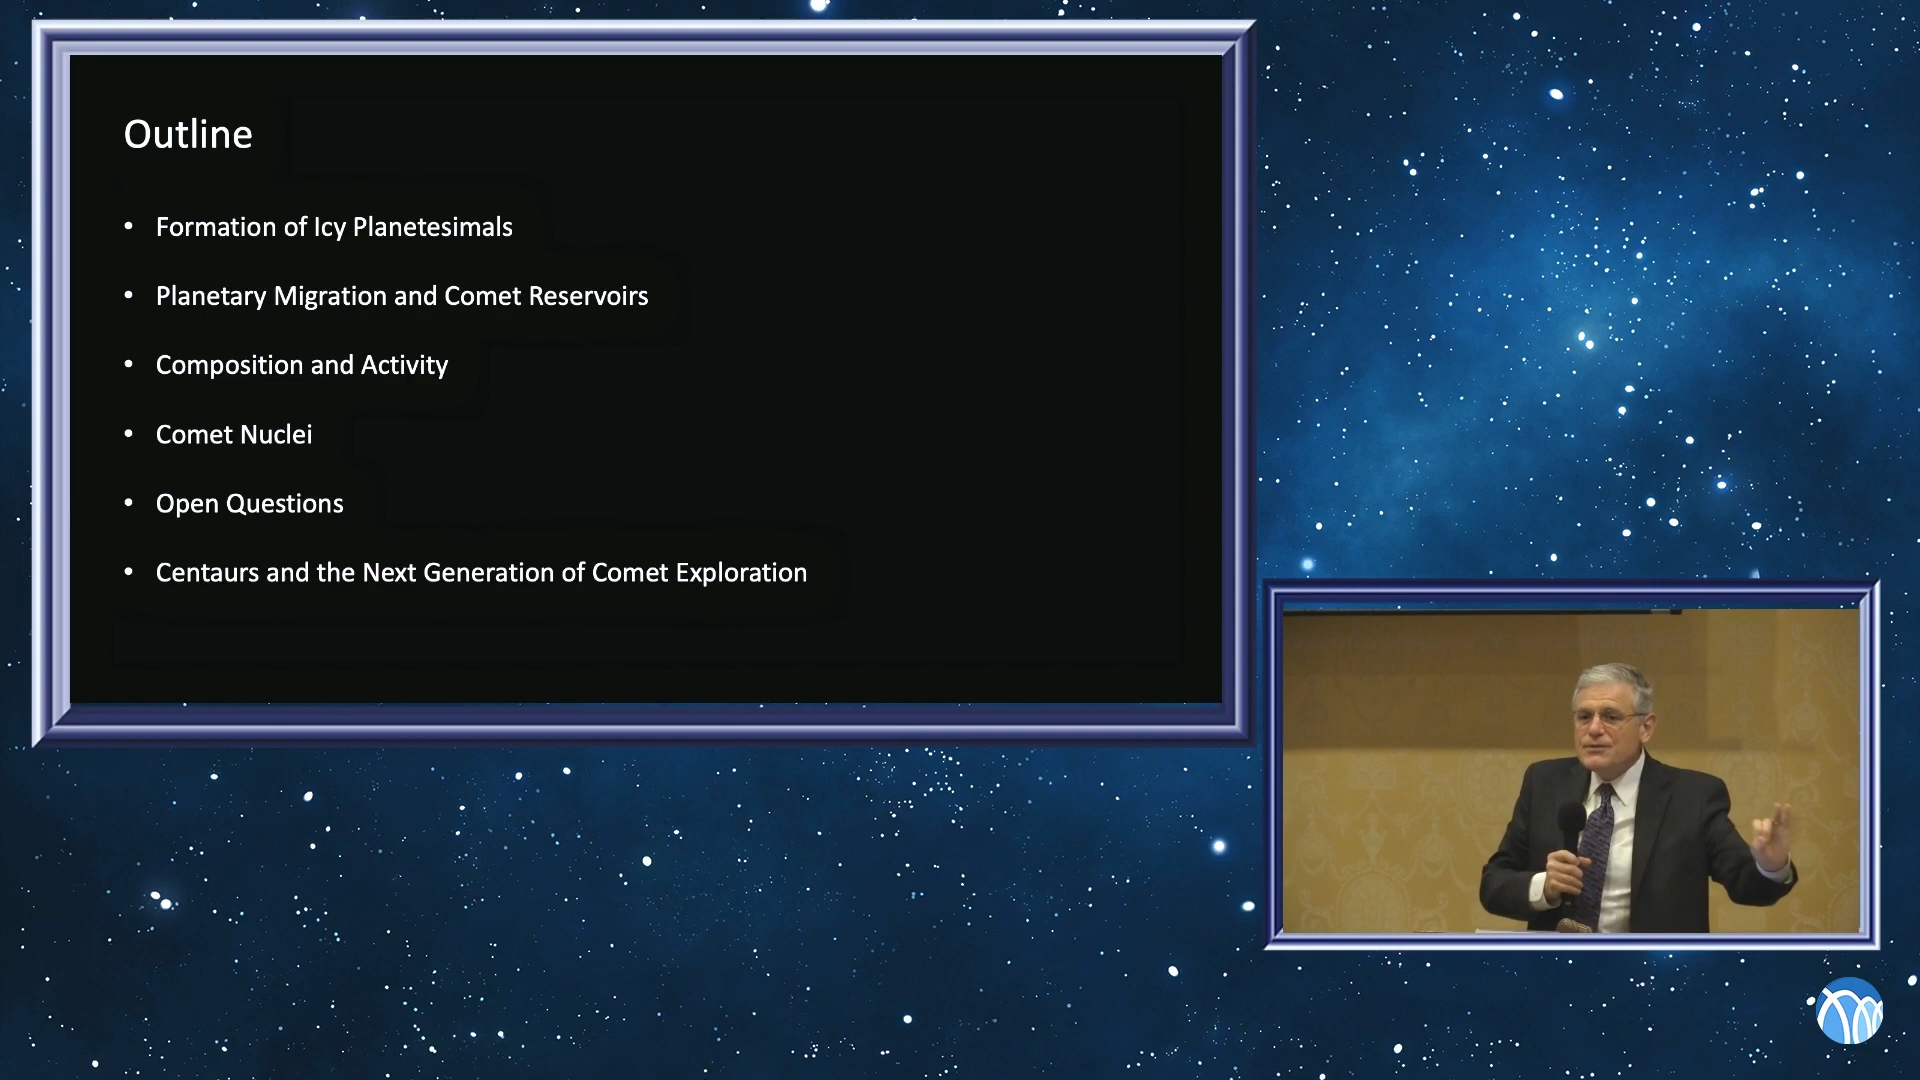 Outline
• Formation of Icy Planetesimals
• Planetary Migration and Comet Reservoirs
• Composition and Activity
• Comet Nuclei
• Open Questions
• Centaurs and the Next Generation of Comet Exploration